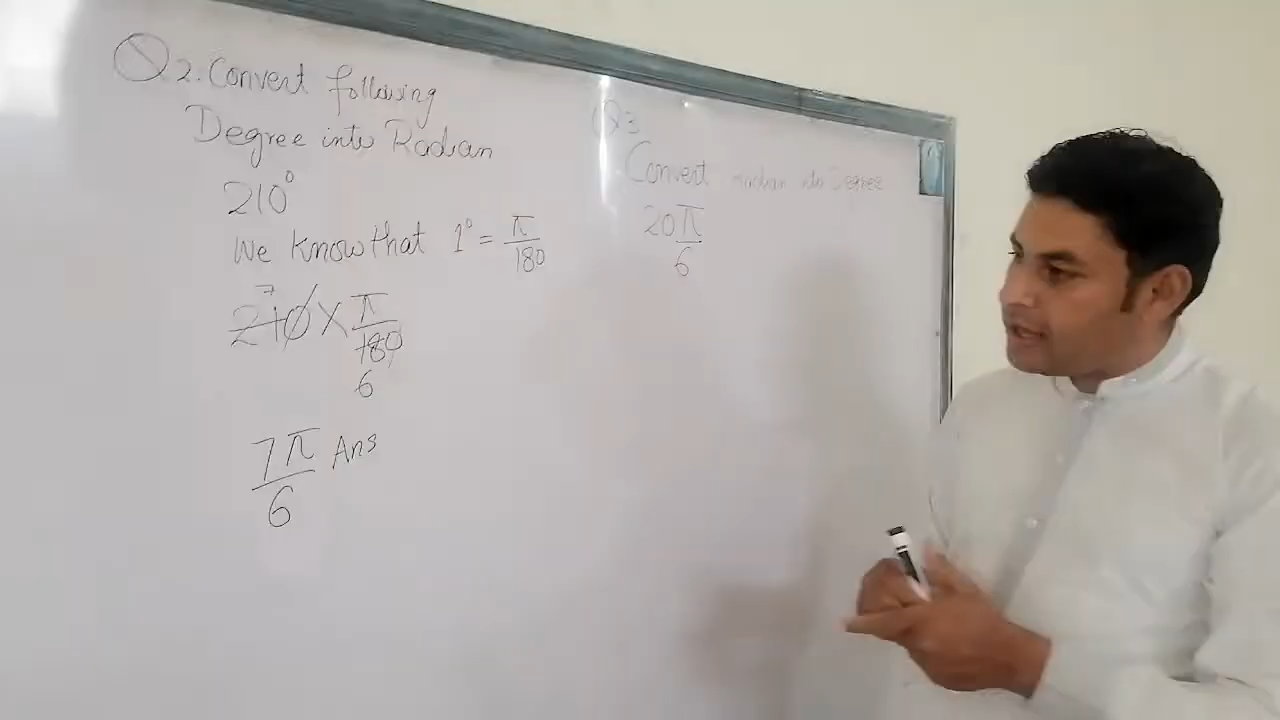 Q.2. Convert following
Degree into Radian
210°
We know that 1° = π/180
7
210 X π/180
6
7π/6 Ans
Q3
Convert radian into Degree
20π/6